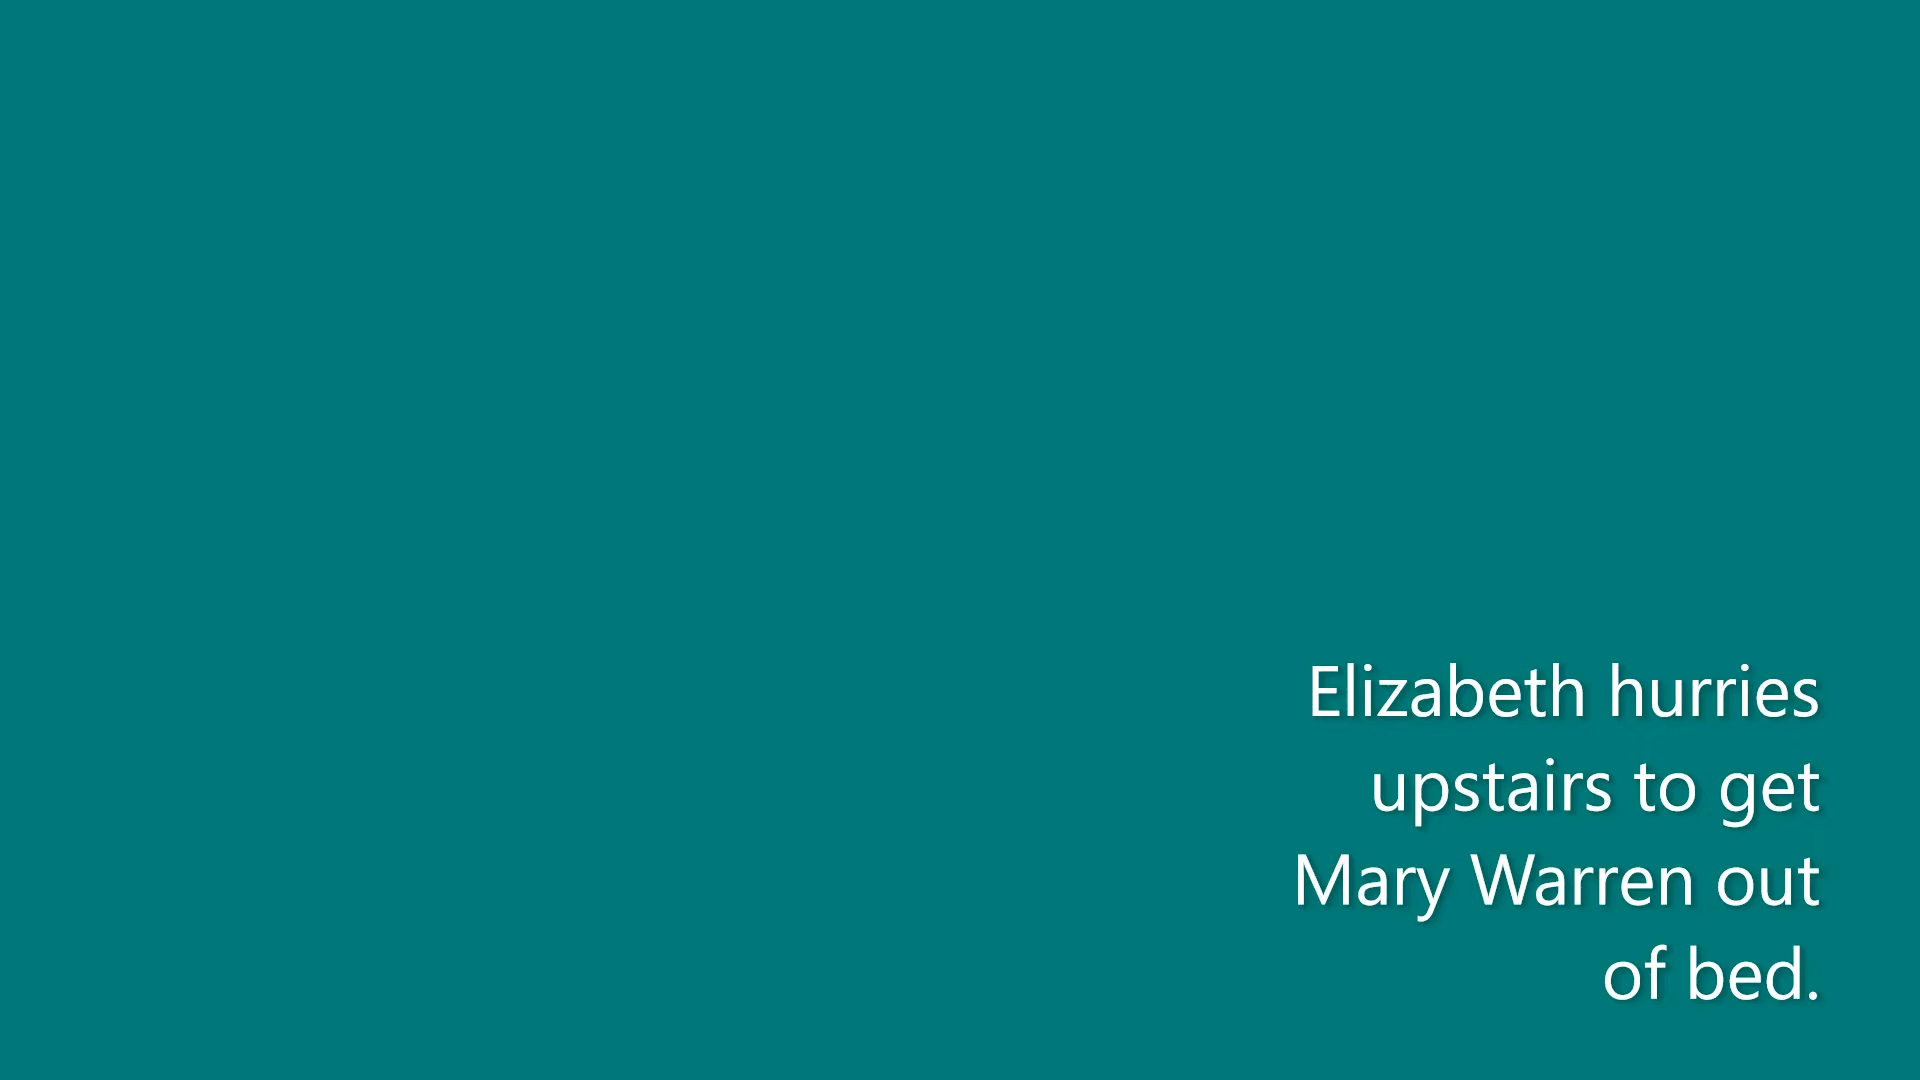 Elizabeth hurries
upstairs to get
Mary Warren out
of bed.